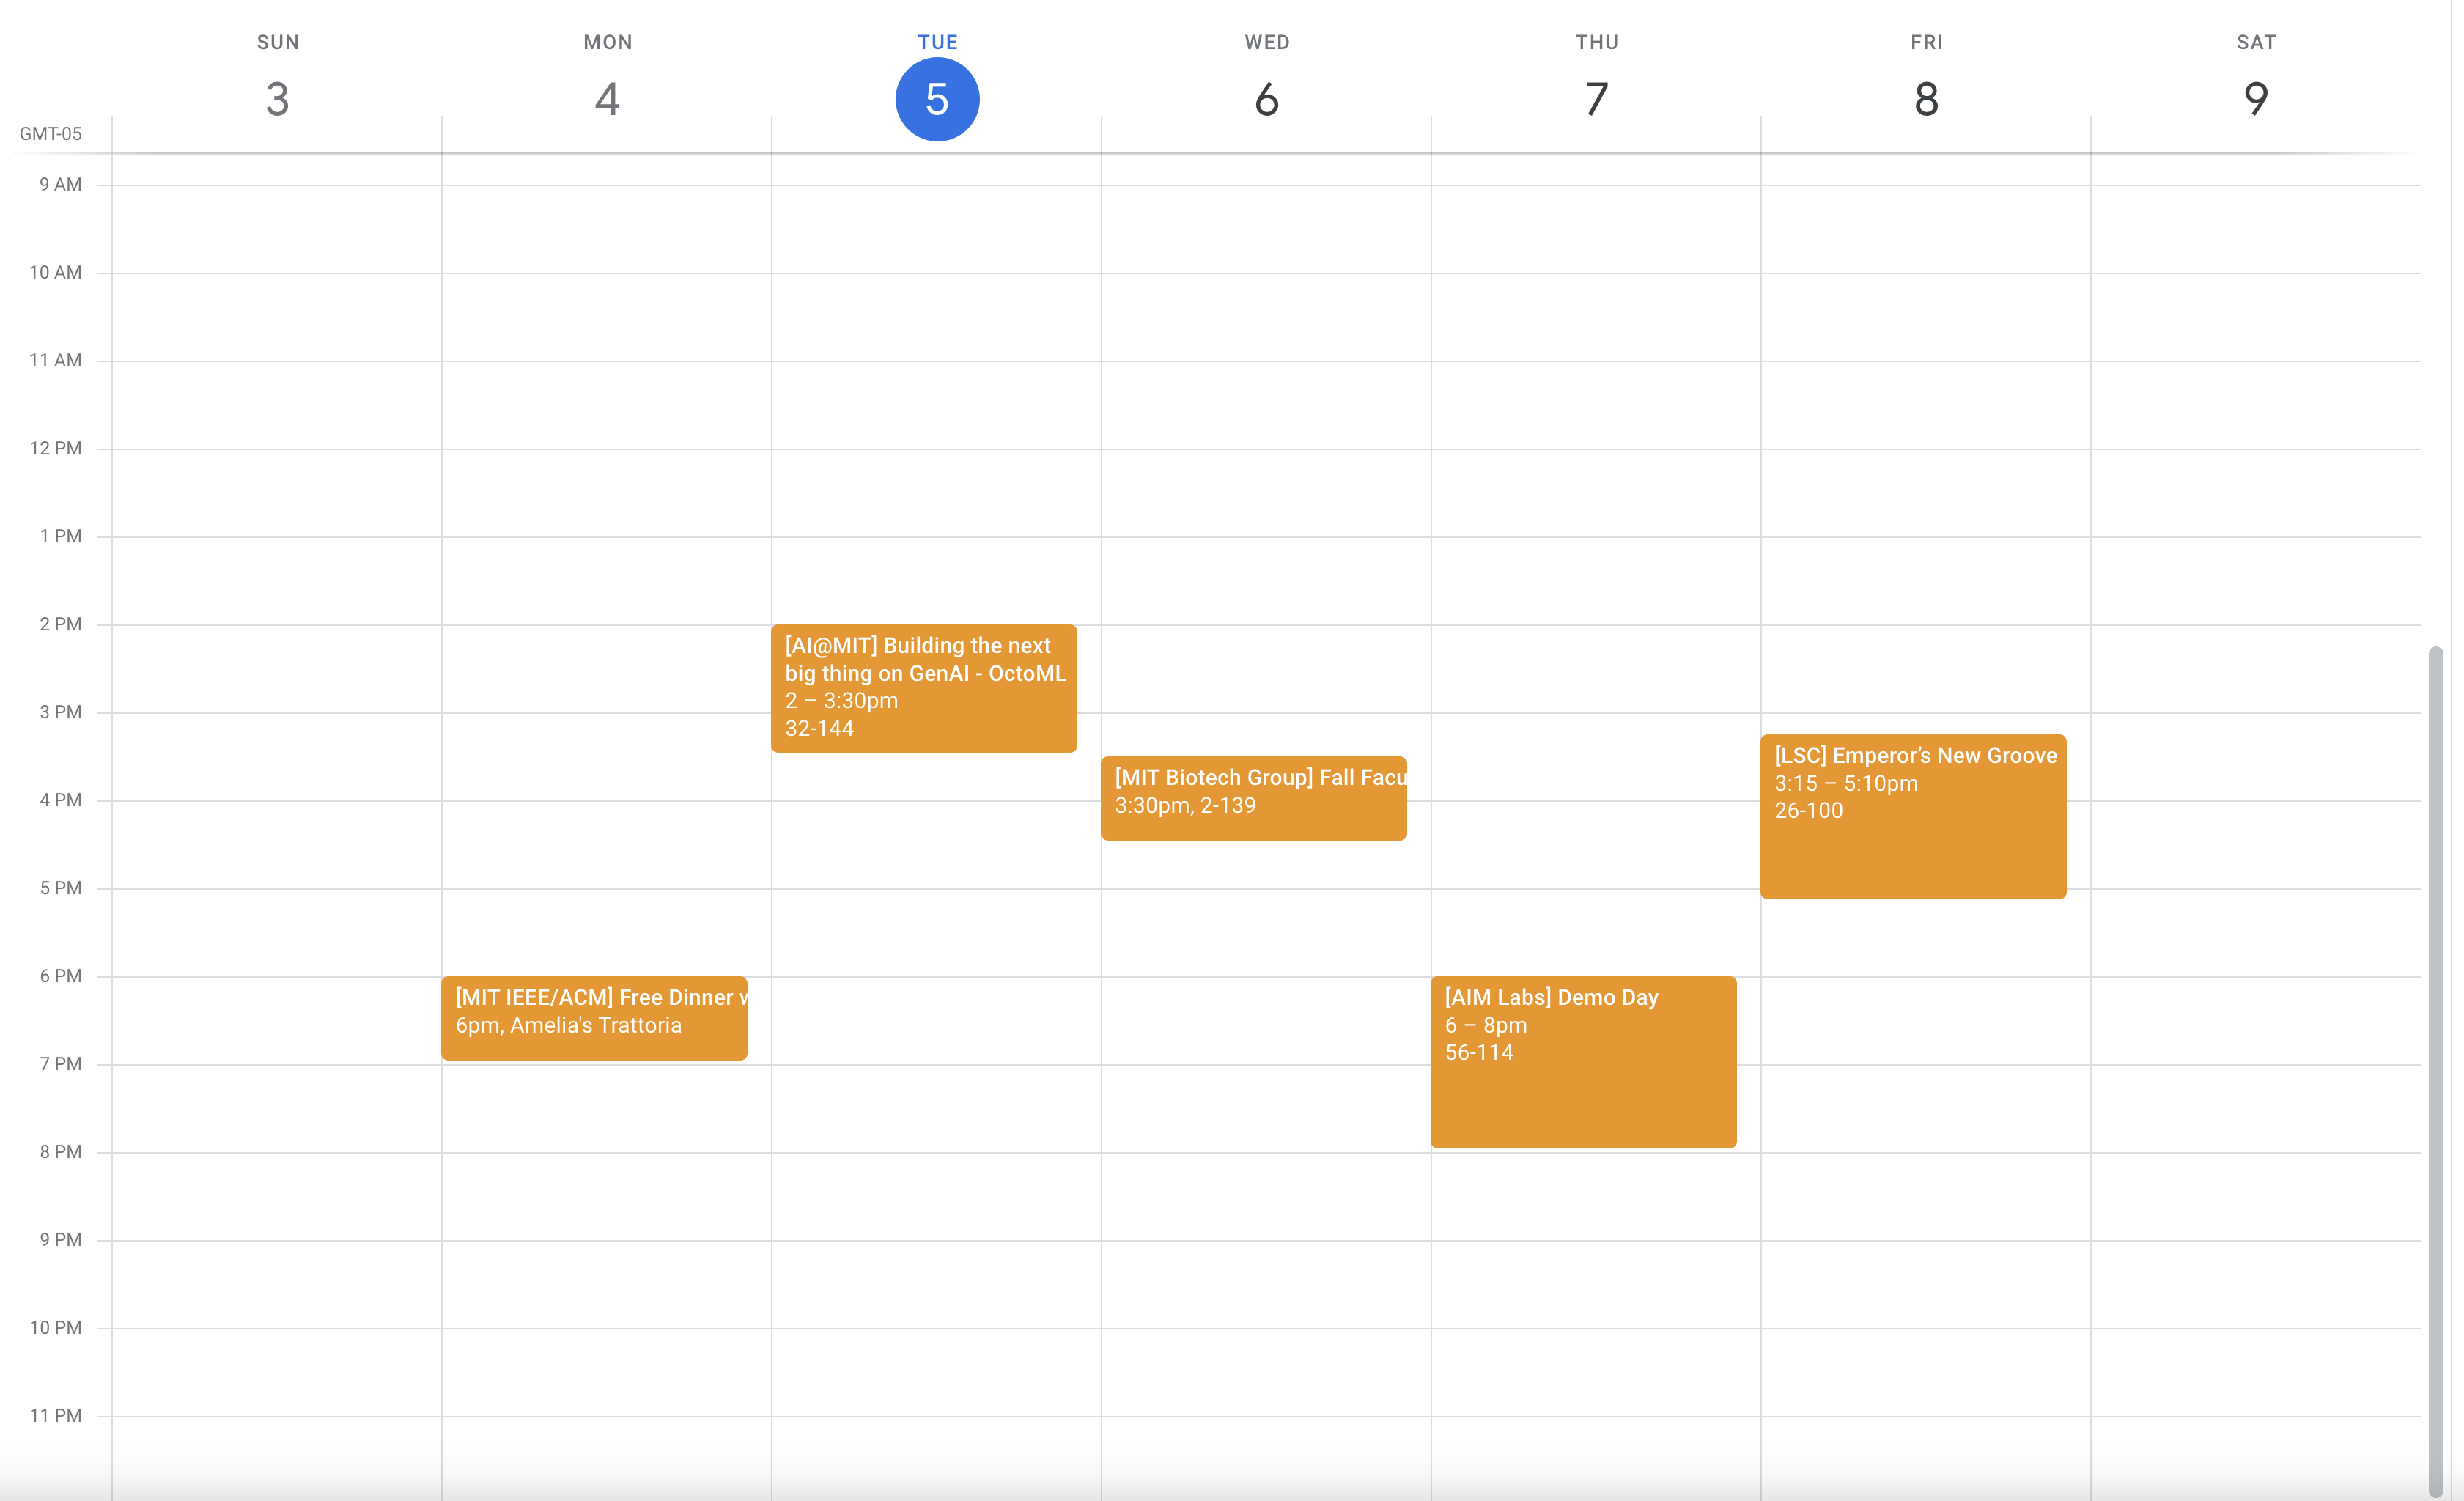 SUN
3
MON
4
TUE
5
WED
6
THU
7
FRI
8
SAT
9
GMT-05
9 AM
10 AM
11 AM
12 PM
1 PM
2 PM
3 PM
4 PM
5 PM
6 PM
7 PM
8 PM
9 PM
10 PM
11 PM
[MIT IEEE/ACM] Free Dinner
6pm, Amelia's Trattoria
[AI@MIT] Building the next
big thing on GenAI - OctoML
2 – 3:30pm
32-144
[MIT Biotech Group] Fall Facu
3:30pm, 2-139
[AIM Labs] Demo Day
6 – 8pm
56-114
[LSC] Emperor’s New Groove
3:15 – 5:10pm
26-100